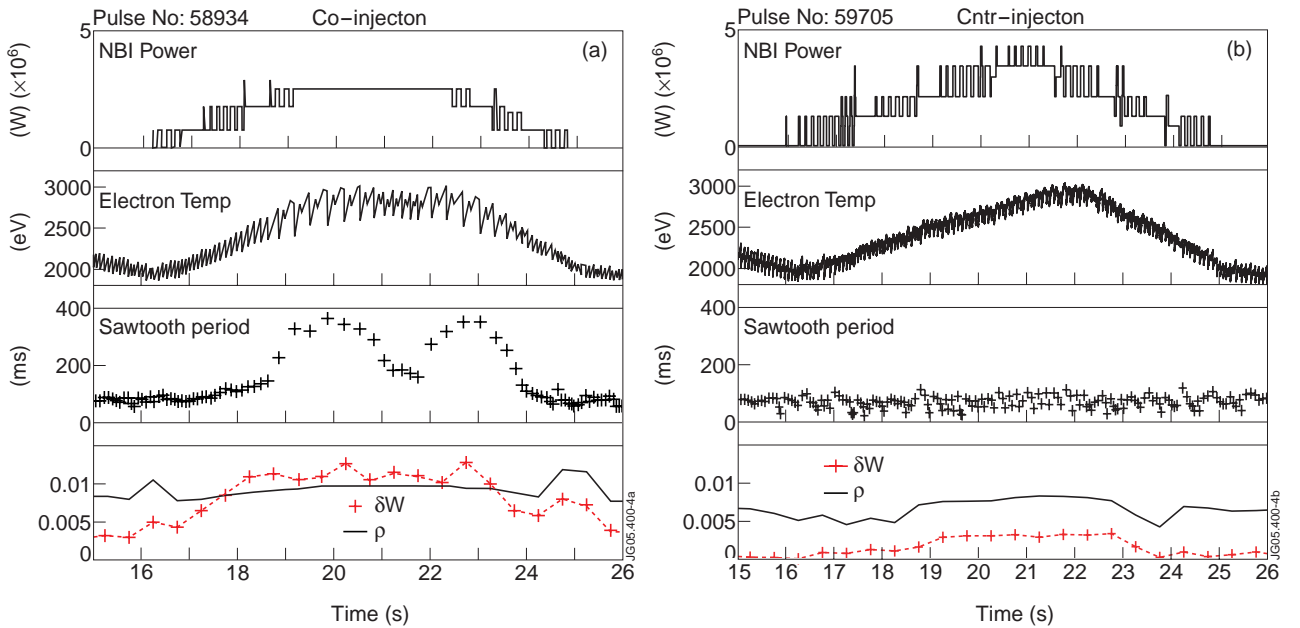 Pulse No: 58934 Co-injecton
5
NBI Power
(a)
(W) (×10⁶)
0
3000
Electron Temp
2500
(eV)
2000
400
Sawtooth period
200
(ms)
0
0.01
δW
0.005
ρ
0
JG05.400-4a
16 18 20 22 24 26
Time (s)
Pulse No: 59705 Cntr-injecton
5
NBI Power
(b)
(W) (×10⁶)
0
3000
Electron Temp
2500
(eV)
2000
400
Sawtooth period
200
(ms)
0
δW
0.01
ρ
0.005
0
JG05.400-4b
15 16 17 18 19 20 21 22 23 24 25 26
Time (s)